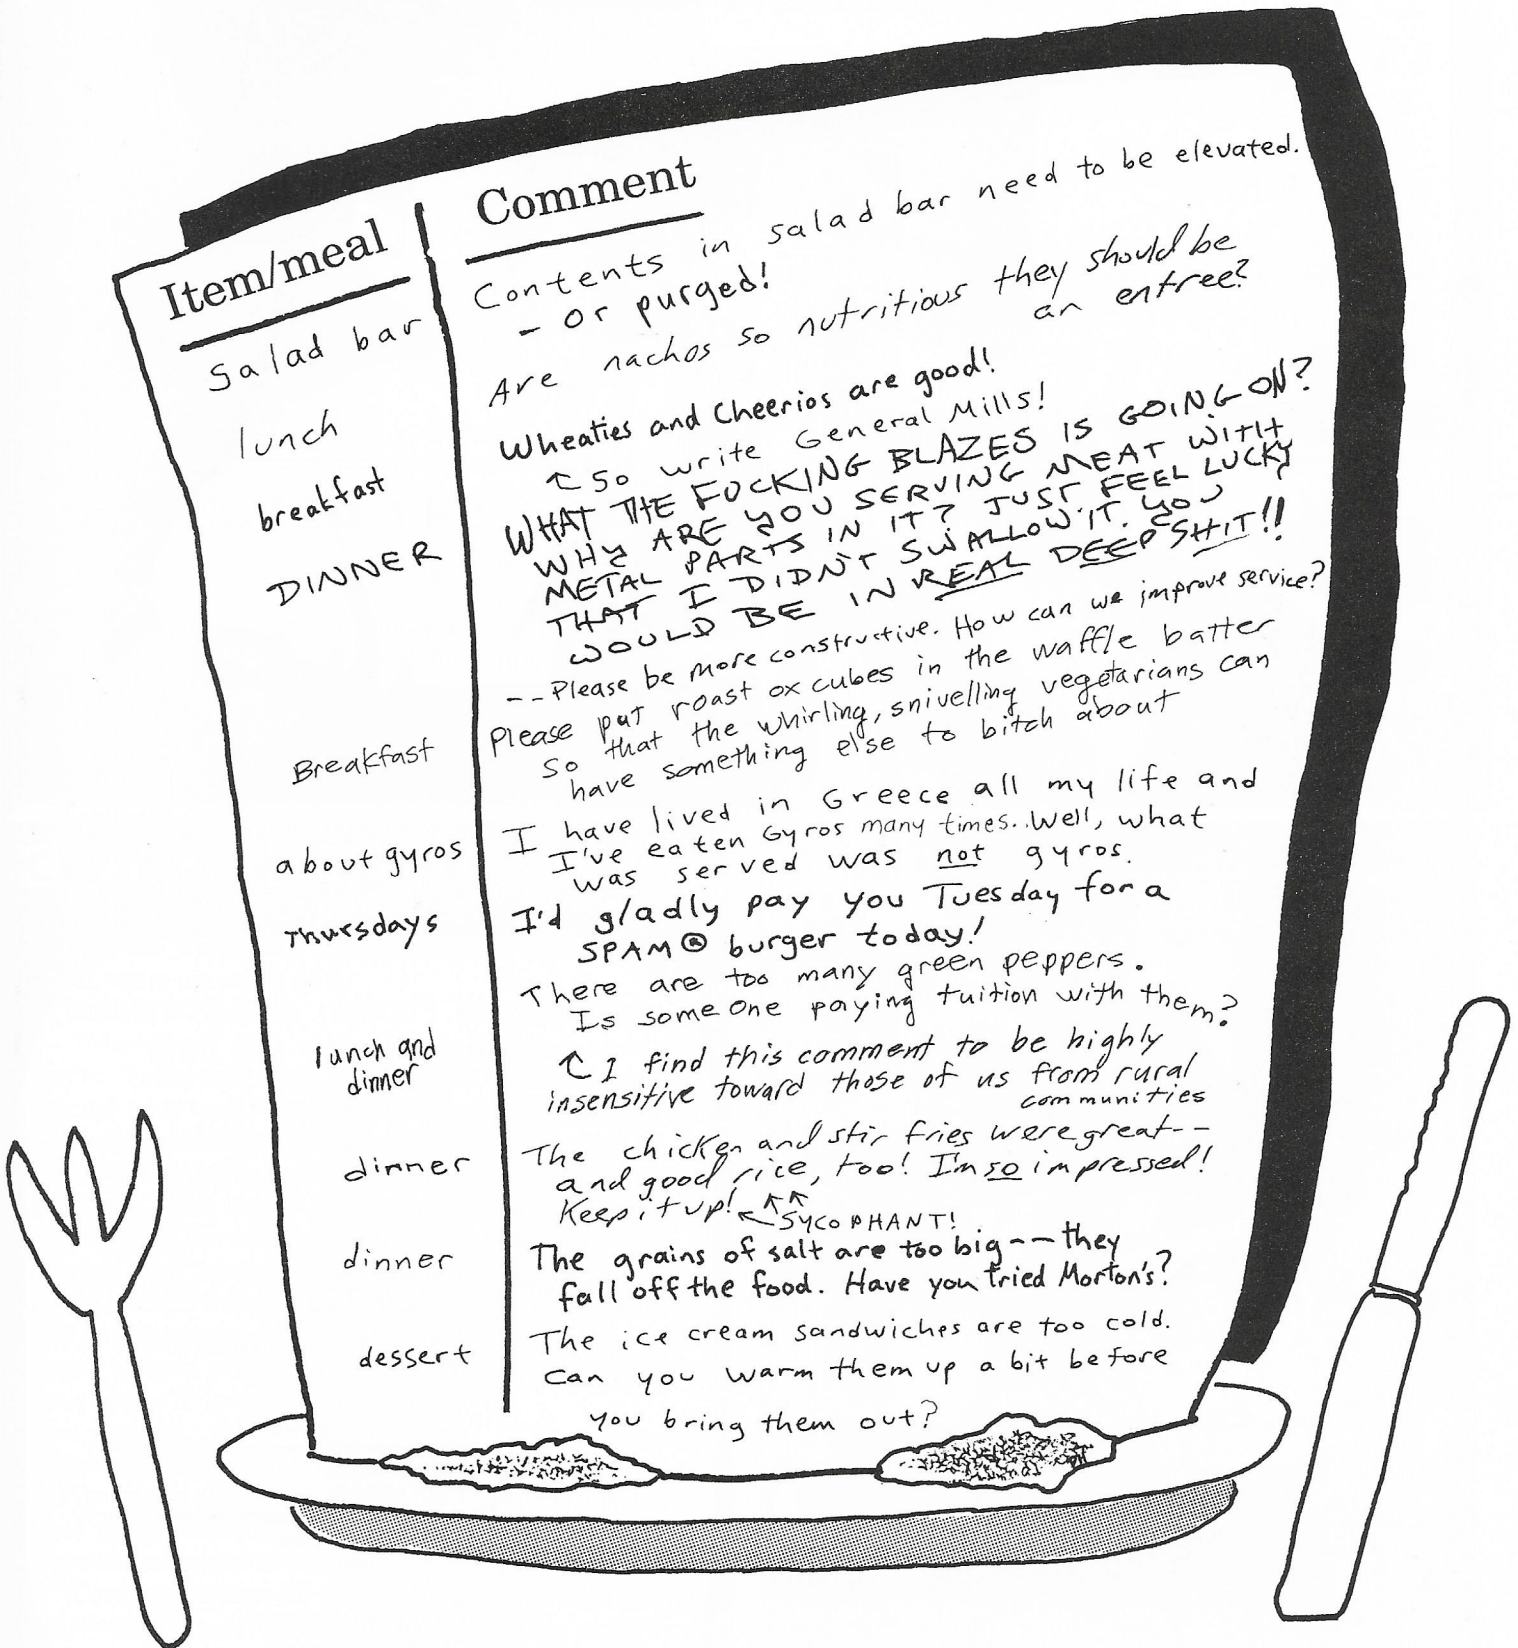 Item/meal
Comment
Salad bar
Contents in salad bar need to be elevated.
- or purged!
lunch
Are nachos so nutritious they should be
an entree?
breakfast
Wheaties and Cheerios are good!
↑ So write General Mills!
DINNER
WHAT THE FUCKING BLAZES IS GOING ON?
WHY ARE YOU SERVING MEAT WITH
METAL PARTS IN IT? JUST FEEL LUCKY
THAT I DIDN'T SWALLOW IT. YOU
WOULD BE IN REAL DEEP SHIT!!
-- Please be more constructive. How can we improve service?
Breakfast
Please put roast ox cubes in the waffle batter
so that the whirling, snivelling vegetarians can
have something else to bitch about
about gyros
I have lived in Greece all my life and
I've eaten Gyros many times.. Well, what
was served was not gyros.
Thursdays
I'd gladly pay you Tuesday for a
SPAM® burger today!
lunch and
dinner
There are too many green peppers.
Is someone paying tuition with them?
↑ I find this comment to be highly
insensitive toward those of us from rural
communities
dinner
The chicken and stir fries were great--
and good rice, too! I'm so impressed!
Keep it up! ← SYCOPHANT!
dinner
The grains of salt are too big--they
fall off the food. Have you tried Morton's?
dessert
The ice cream sandwiches are too cold.
Can you warm them up a bit before
you bring them out?